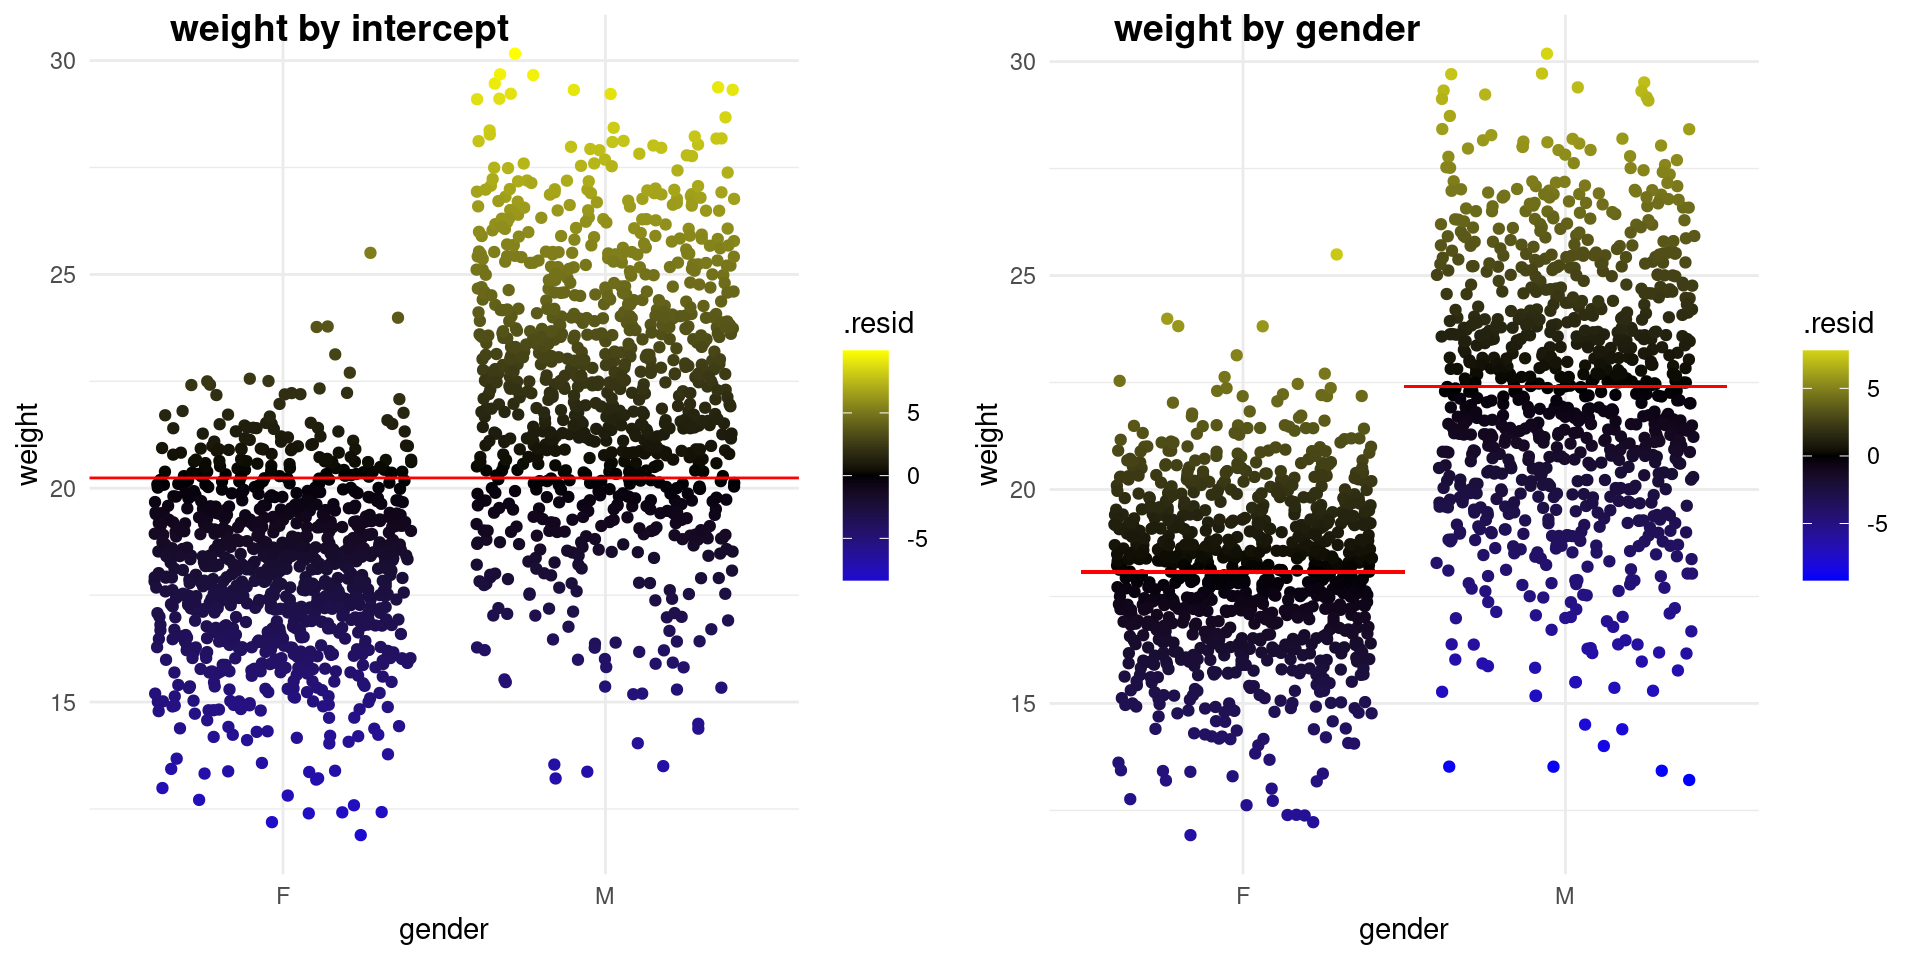 weight by intercept
30
25
20
15
weight
F
M
gender
.resid
5
0
-5
weight by gender
30
25
20
15
weight
F
M
gender
.resid
5
0
-5